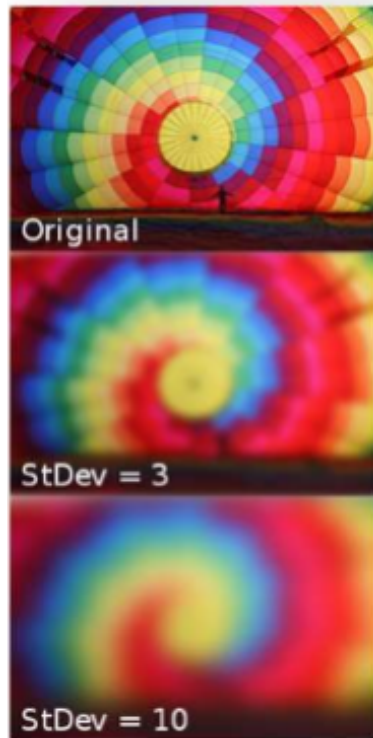 Original
StDev = 3
StDev = 10